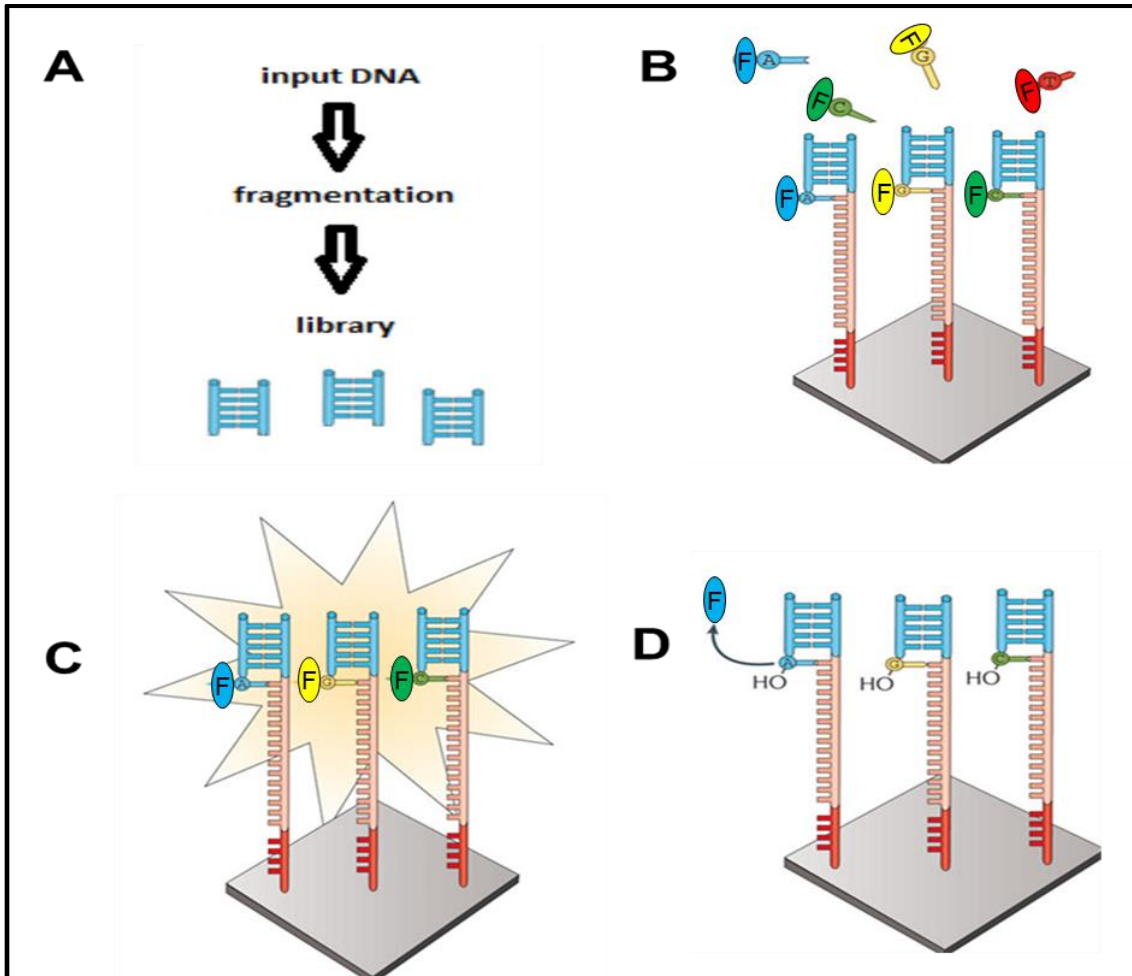 A
input DNA
fragmentation
library
B
F A
F C
F G
F T
F A
F G
F C
C
F A
F G
F C
D
F
A
HO
G
HO
C
HO